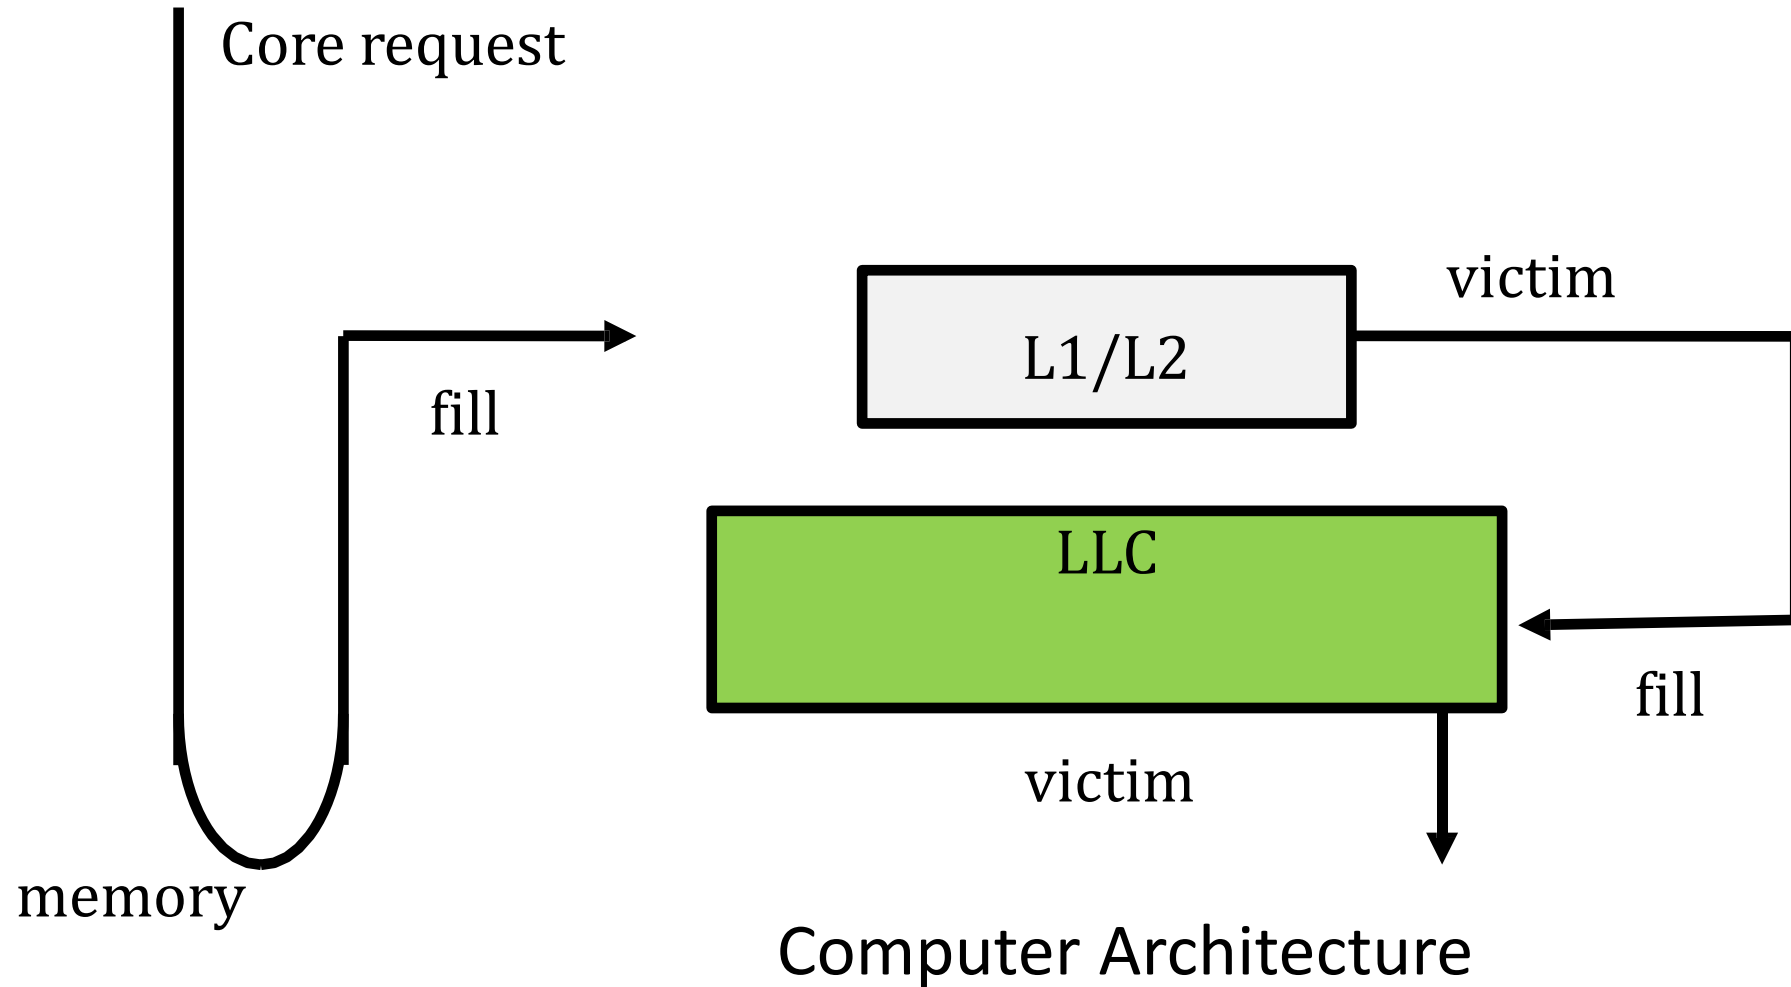 Core request
victim
L1/L2
fill
LLC
fill
victim
memory
Computer Architecture